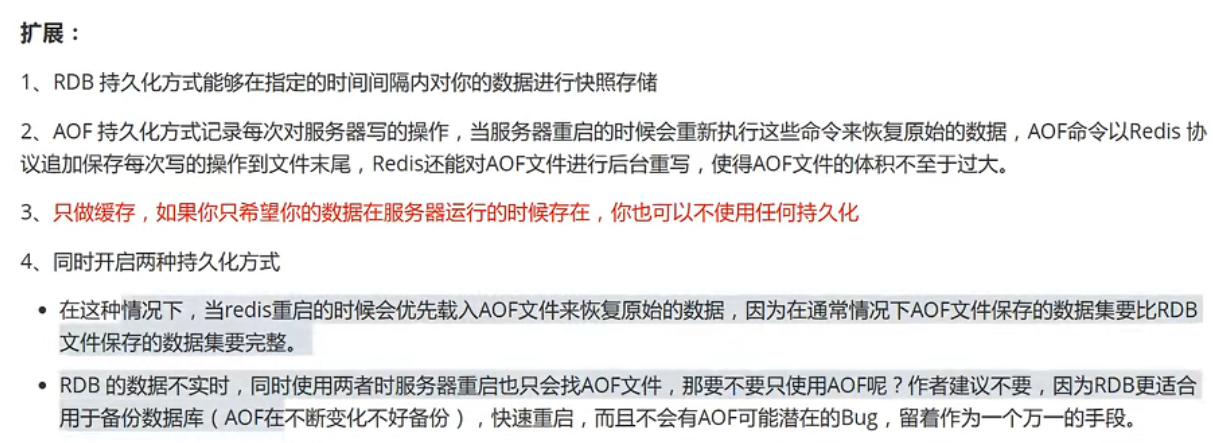 扩展：
1、RDB 持久化方式能够在指定的时间间隔内对你的数据进行快照存储
2、AOF 持久化方式记录每次对服务器写的操作，当服务器重启的时候会重新执行这些命令来恢复原始的数据，AOF命令以Redis 协
议追加保存每次写的操作到文件末尾，Redis还能对AOF文件进行后台重写，使得AOF文件的体积不至于过大。
3、只做缓存，如果你只希望你的数据在服务器运行的时候存在，你也可以不使用任何持久化
4、同时开启两种持久化方式
• 在这种情况下，当redis重启的时候会优先载入AOF文件来恢复原始的数据，因为在通常情况下AOF文件保存的数据集要比RDB
文件保存的数据集要完整。
• RDB 的数据不实时，同时使用两者时服务器重启也只会找AOF文件，那要不要只使用AOF呢？作者建议不要，因为RDB更适合
用于备份数据库（AOF在不断变化不好备份），快速重启，而且不会有AOF可能潜在的Bug，留着作为一个万一的手段。